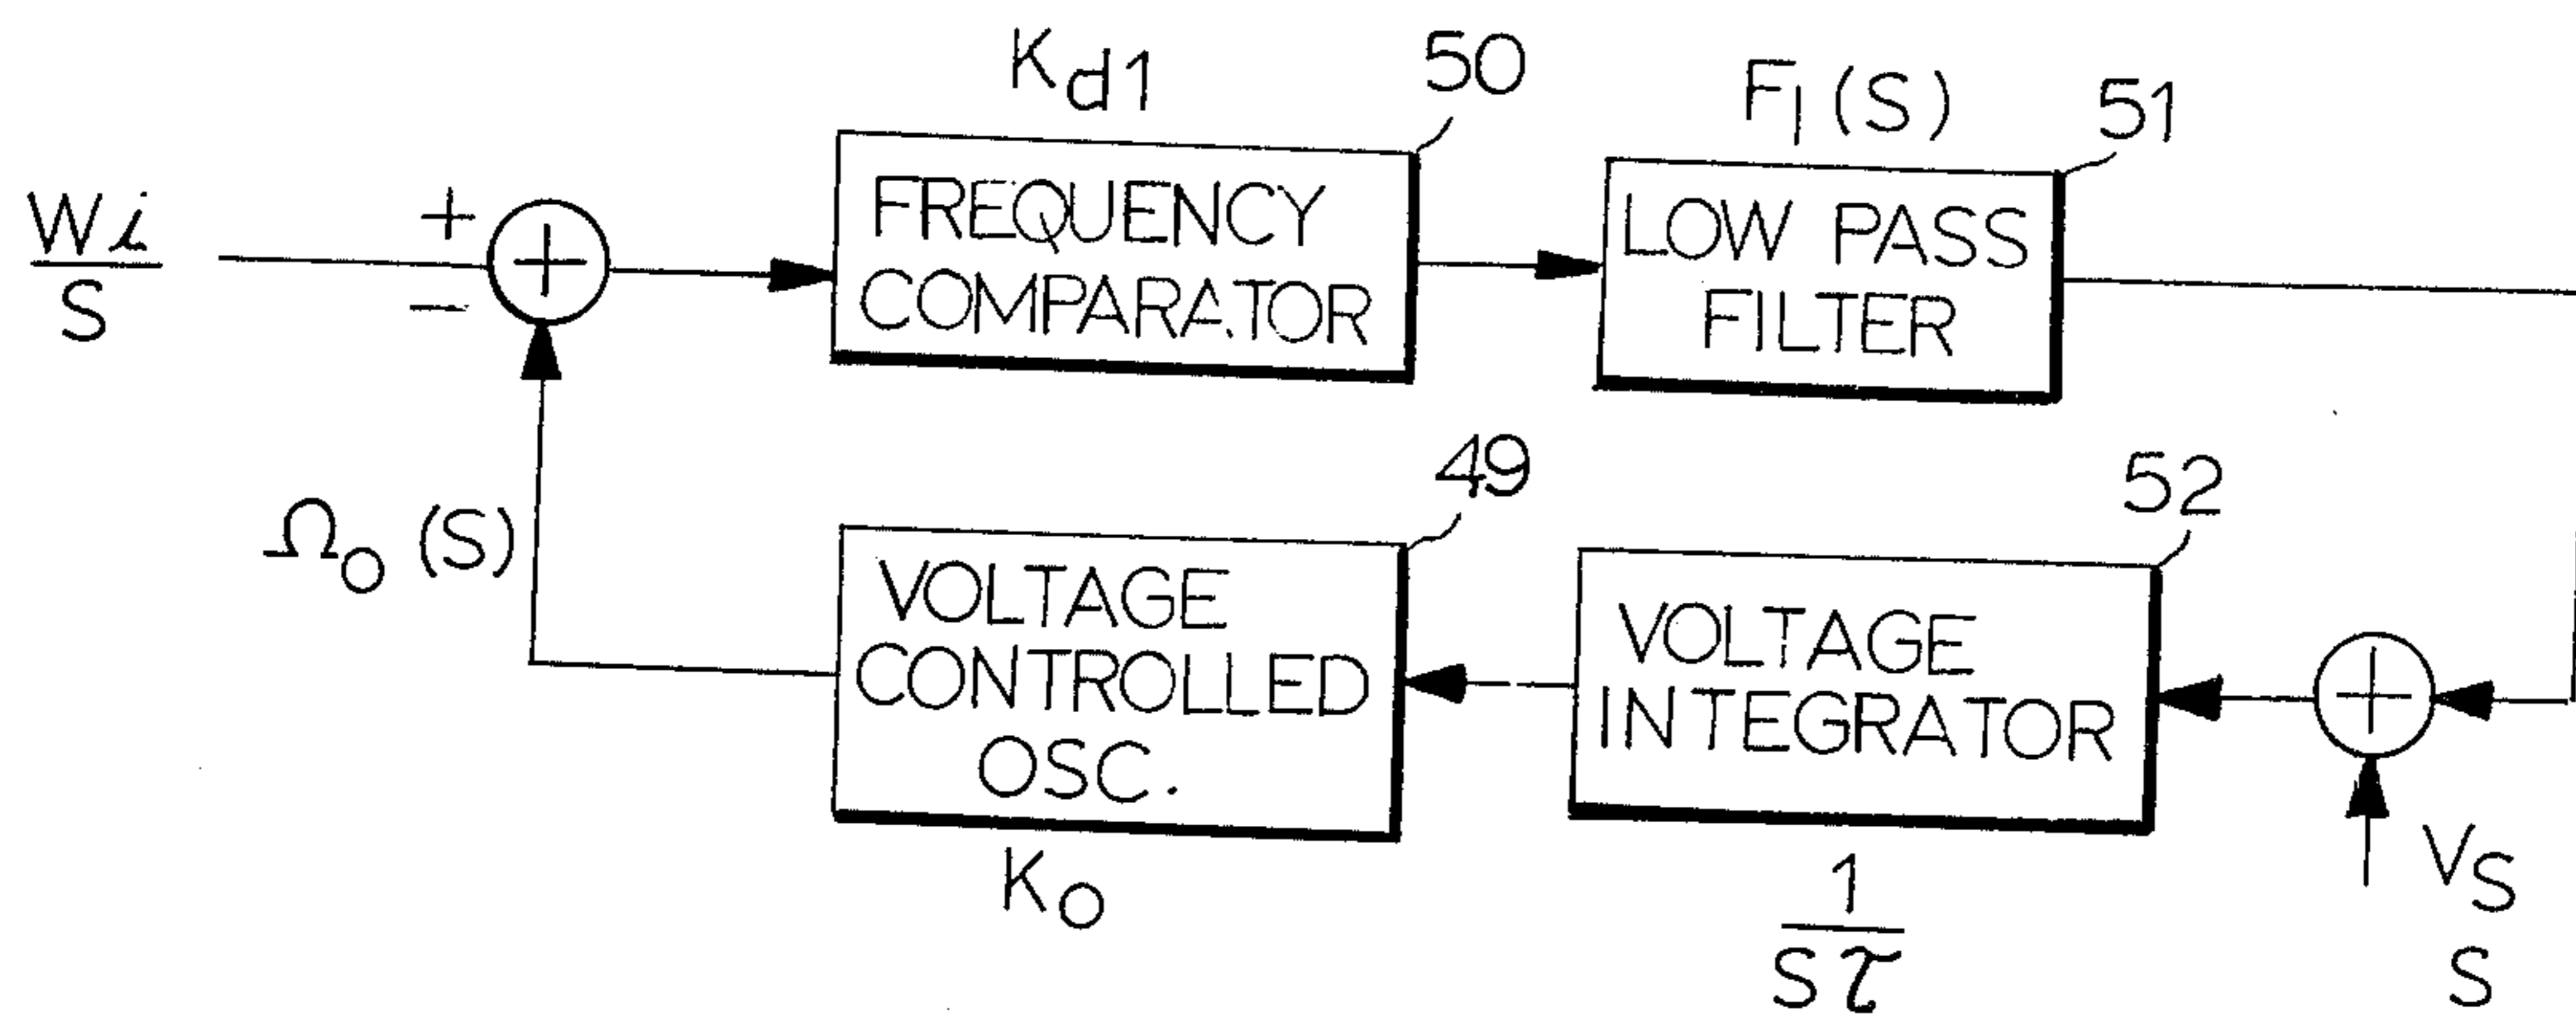 Kd1
50
F1(S)
51
Wi
S
+
−
+
FREQUENCY
COMPARATOR
LOW PASS
FILTER
Ωo (S)
49
52
VOLTAGE
CONTROLLED
OSC.
VOLTAGE
INTEGRATOR
+
Ko
1
Sτ
VS
S